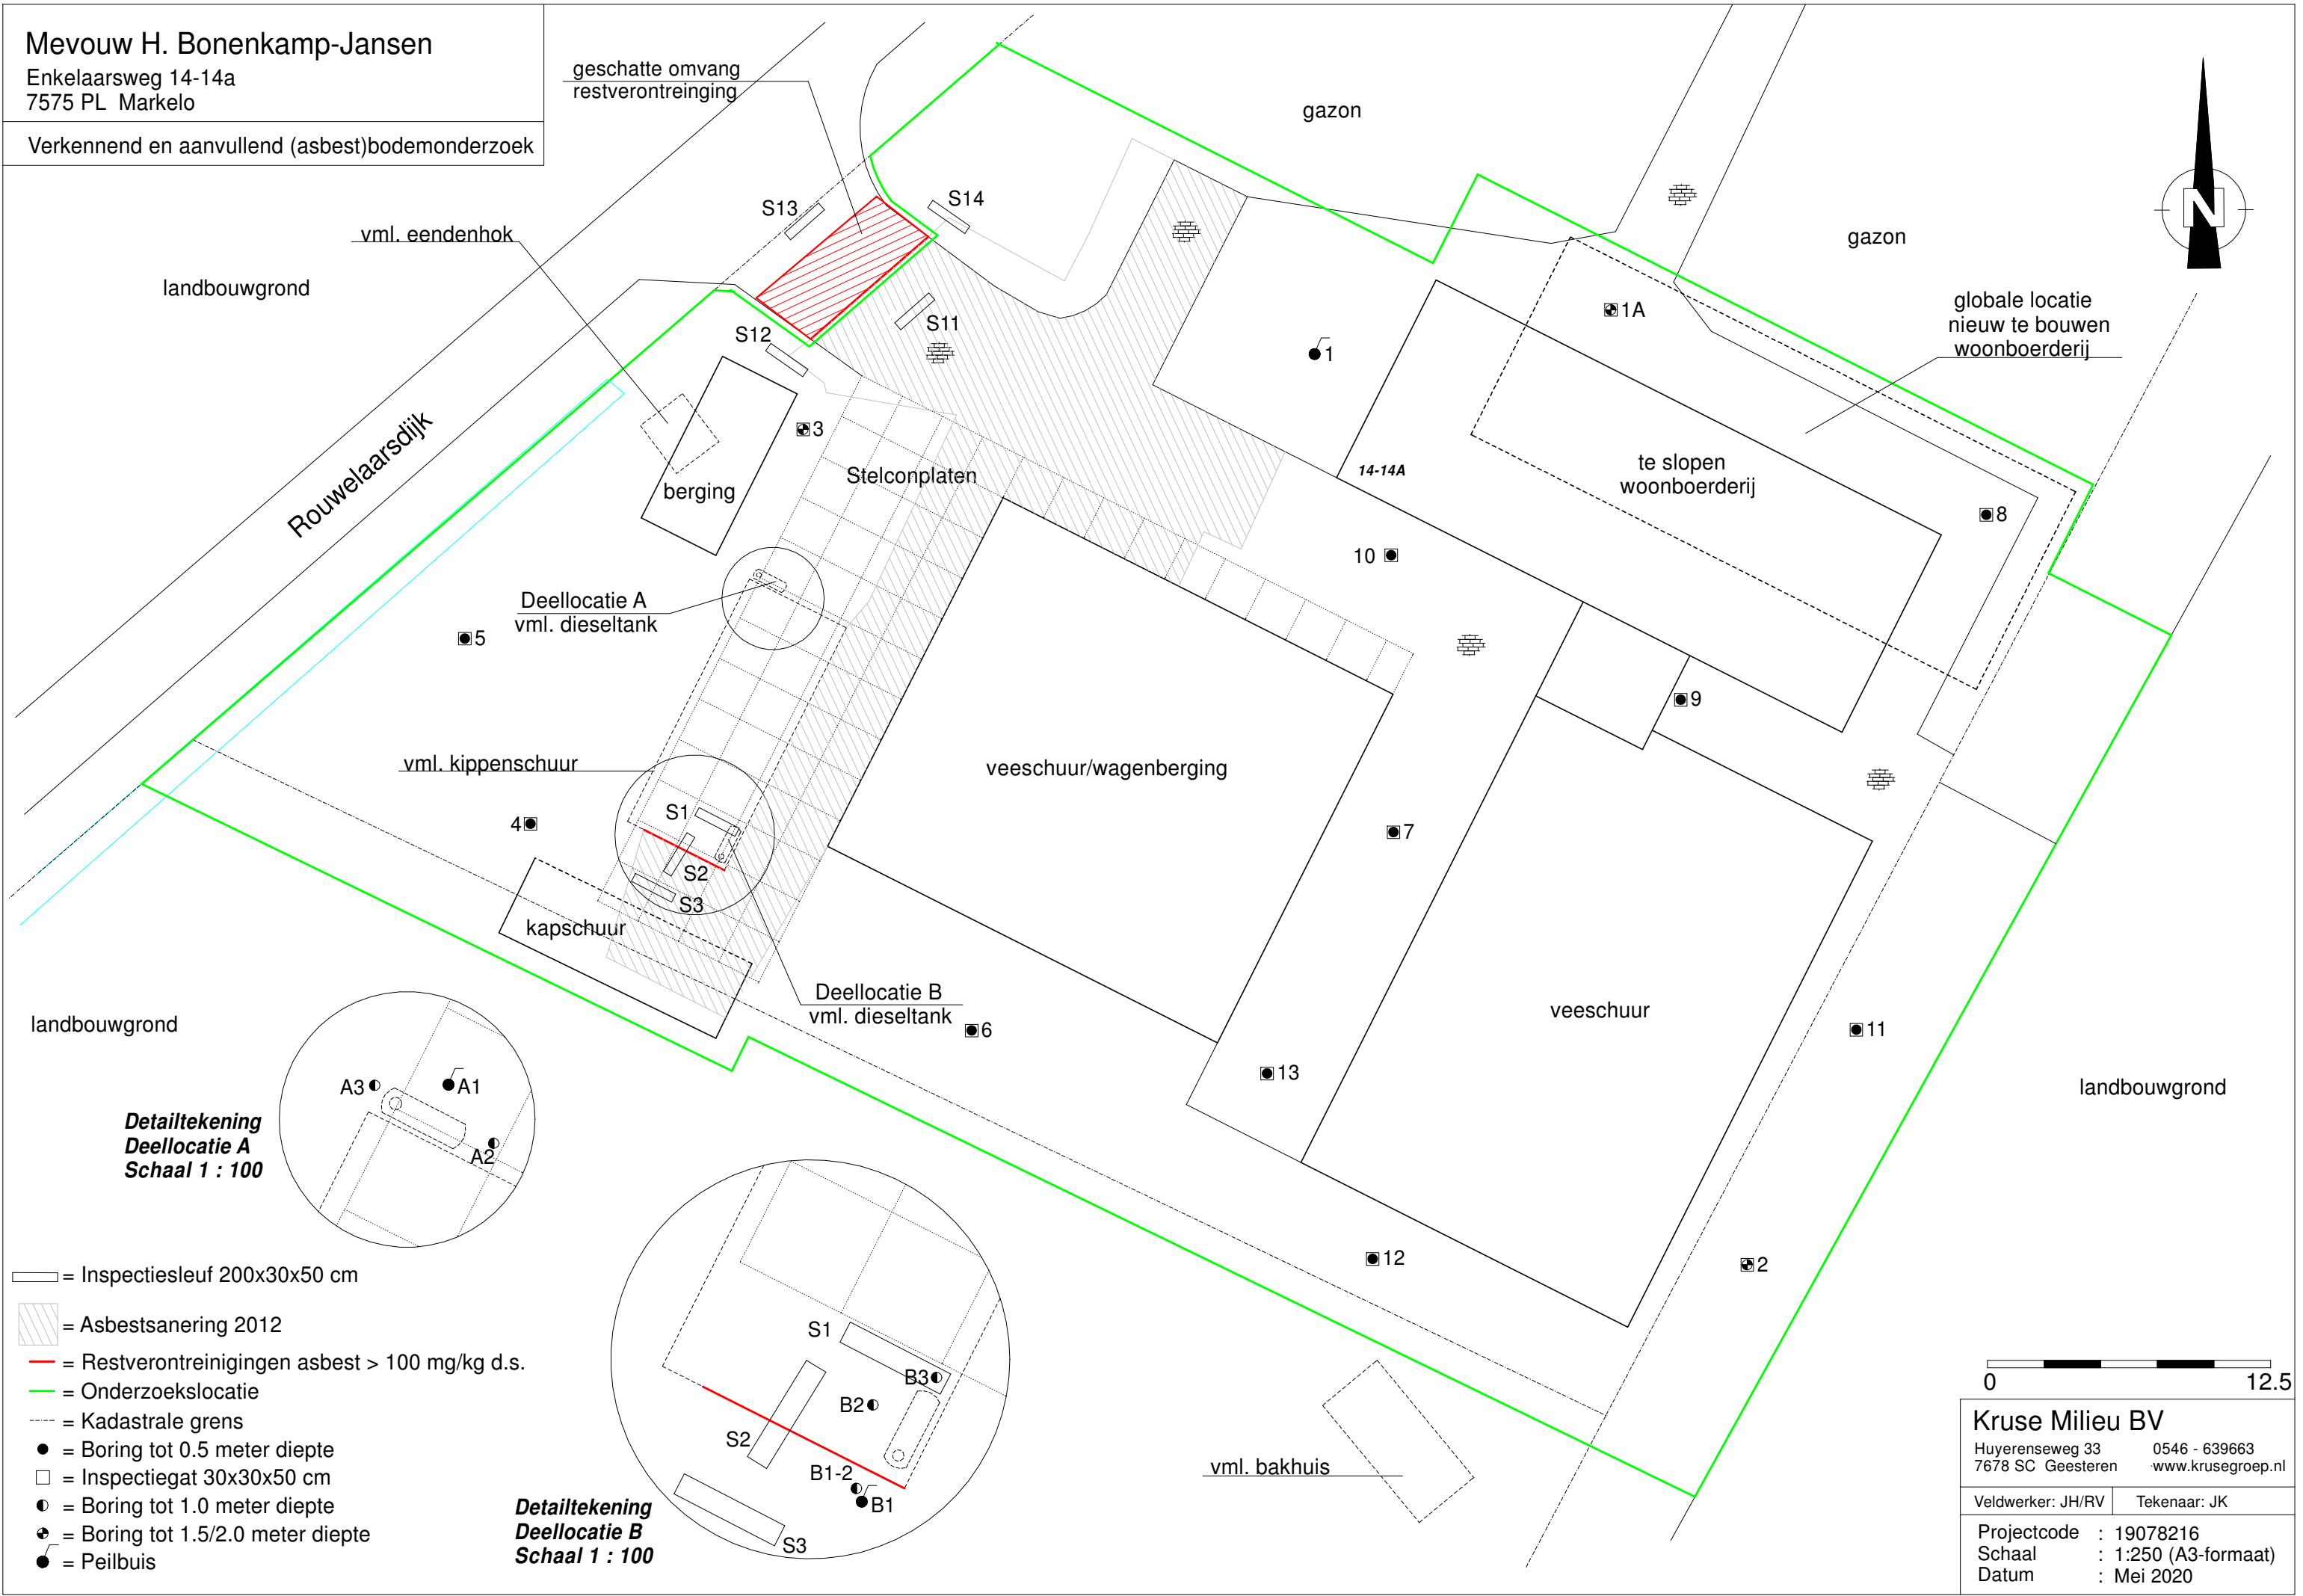 Mevouw H. Bonenkamp-Jansen
Enkelaarsweg 14-14a
7575 PL Markelo
Verkennend en aanvullend (asbest)bodemonderzoek
geschatte omvang
restverontreinging
gazon
S13
S14
vml. eendenhok
gazon
landbouwgrond
globale locatie
nieuw te bouwen
woonboerderij
1A
S11
S12
1
Rouwelaarsdijk
3
Stelconplaten
14-14A
te slopen
woonboerderij
berging
8
10
Deellocatie A
vml. dieseltank
5
9
vml. kippenschuur
veeschuur/wagenberging
S1
4
7
S2
S3
kapschuur
Deellocatie B
vml. dieseltank
6
veeschuur
11
landbouwgrond
13
landbouwgrond
A3
A1
A2
Detailtekening
Deellocatie A
Schaal 1 : 100
12
2
= Inspectiesleuf 200x30x50 cm
= Asbestsanering 2012
= Restverontreinigingen asbest > 100 mg/kg d.s.
= Onderzoekslocatie
= Kadastrale grens
= Boring tot 0.5 meter diepte
= Inspectiegat 30x30x50 cm
= Boring tot 1.0 meter diepte
= Boring tot 1.5/2.0 meter diepte
= Peilbuis
S1
B3
B2
S2
B1-2
B1
S3
Detailtekening
Deellocatie B
Schaal 1 : 100
vml. bakhuis
N
0 12.5
Kruse Milieu BV
Huyerenseweg 33 0546 - 639663
7678 SC Geesteren www.krusegroep.nl
Veldwerker: JH/RV Tekenaar: JK
Projectcode : 19078216
Schaal : 1:250 (A3-formaat)
Datum : Mei 2020